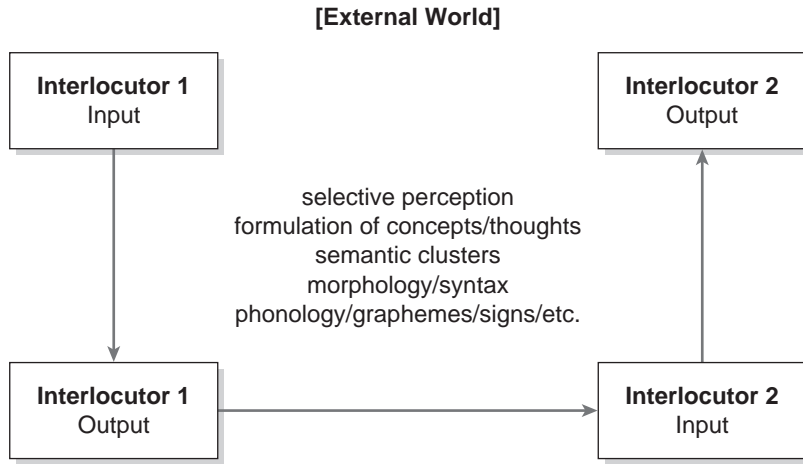 [External World]
Interlocutor 1
Input
Interlocutor 2
Output
selective perception
formulation of concepts/thoughts
semantic clusters
morphology/syntax
phonology/graphemes/signs/etc.
Interlocutor 1
Output
Interlocutor 2
Input